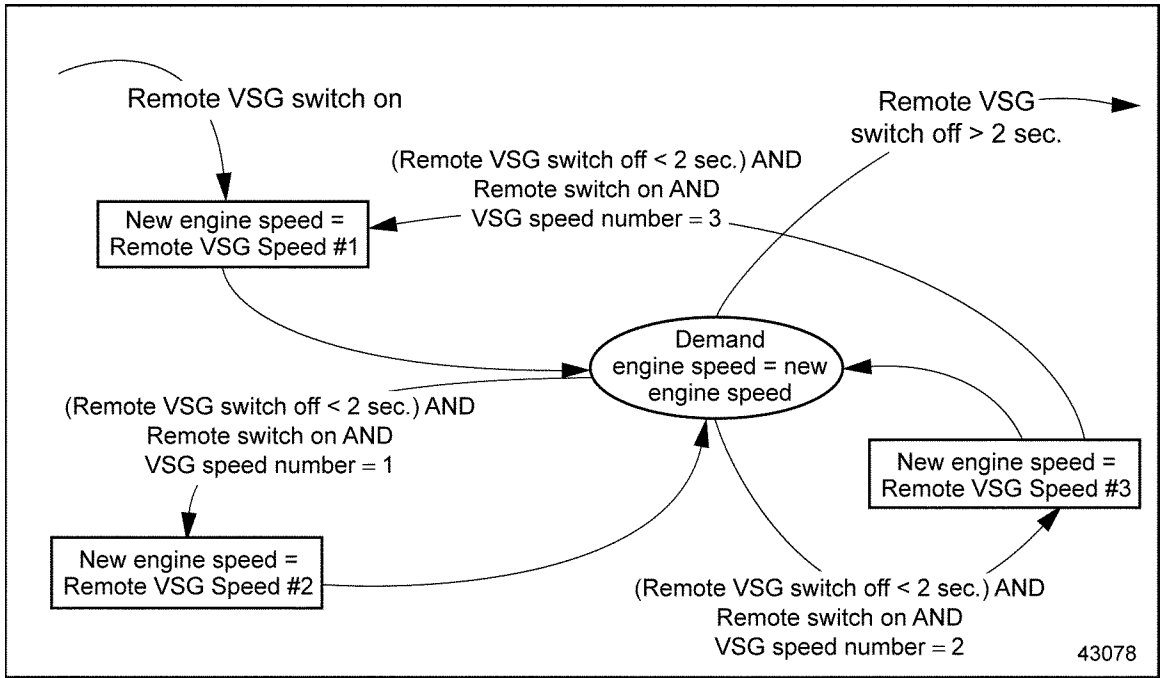 Remote VSG switch on
Remote VSG
switch off > 2 sec.
(Remote VSG switch off < 2 sec.) AND
Remote switch on AND
VSG speed number = 3
New engine speed =
Remote VSG Speed #1
Demand
engine speed = new
engine speed
(Remote VSG switch off < 2 sec.) AND
Remote switch on AND
VSG speed number = 1
New engine speed =
Remote VSG Speed #3
New engine speed =
Remote VSG Speed #2
(Remote VSG switch off < 2 sec.) AND
Remote switch on AND
VSG speed number = 2
43078